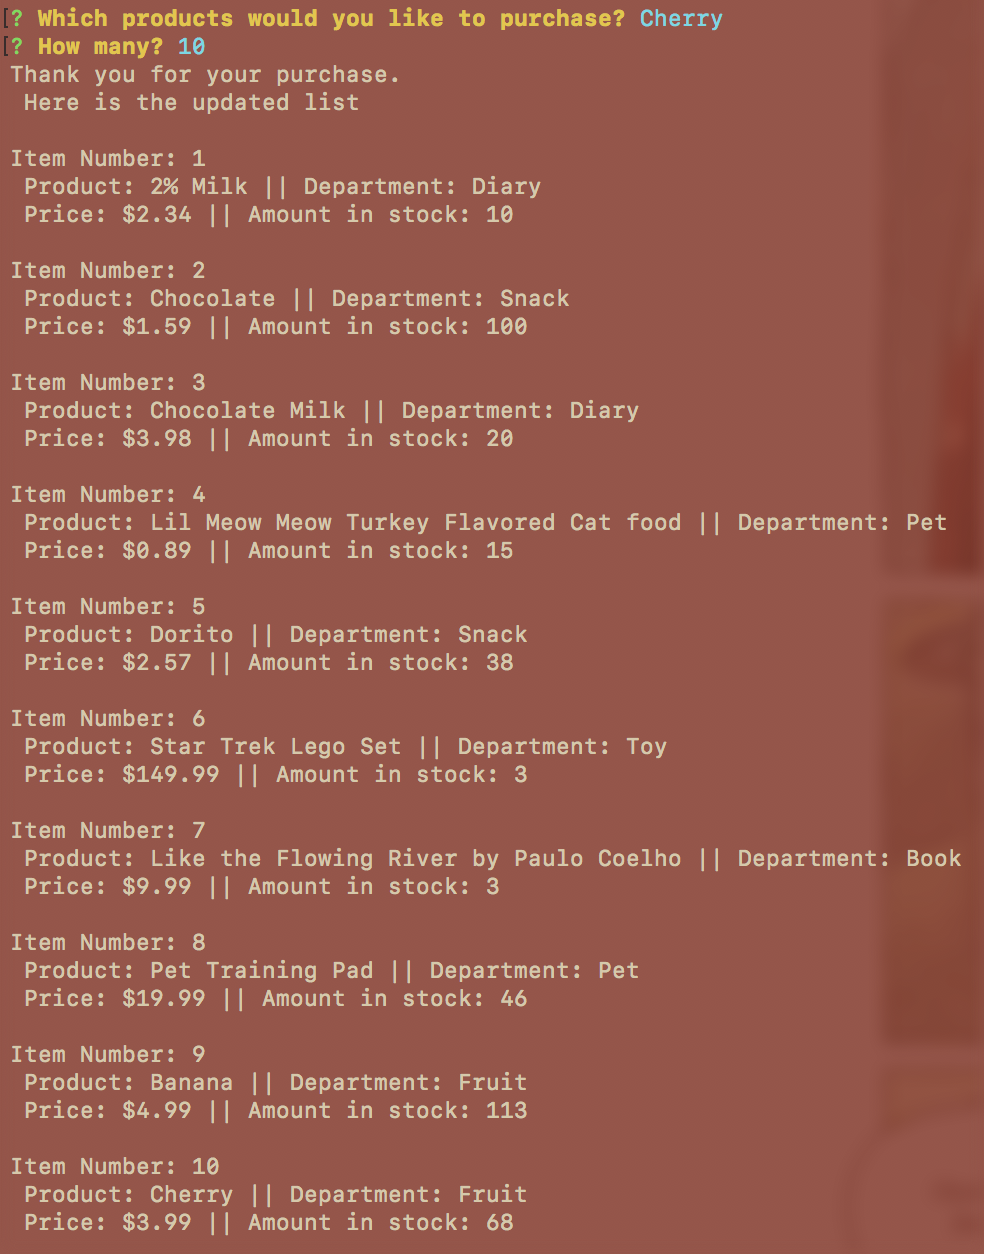 [? Which products would you like to purchase? Cherry
[? How many? 10
Thank you for your purchase.
Here is the updated list
Item Number: 1
Product: 2% Milk || Department: Diary
Price: $2.34 || Amount in stock: 10
Item Number: 2
Product: Chocolate || Department: Snack
Price: $1.59 || Amount in stock: 100
Item Number: 3
Product: Chocolate Milk || Department: Diary
Price: $3.98 || Amount in stock: 20
Item Number: 4
Product: Lil Meow Meow Turkey Flavored Cat food || Department: Pet
Price: $0.89 || Amount in stock: 15
Item Number: 5
Product: Dorito || Department: Snack
Price: $2.57 || Amount in stock: 38
Item Number: 6
Product: Star Trek Lego Set || Department: Toy
Price: $149.99 || Amount in stock: 3
Item Number: 7
Product: Like the Flowing River by Paulo Coelho || Department: Book
Price: $9.99 || Amount in stock: 3
Item Number: 8
Product: Pet Training Pad || Department: Pet
Price: $19.99 || Amount in stock: 46
Item Number: 9
Product: Banana || Department: Fruit
Price: $4.99 || Amount in stock: 113
Item Number: 10
Product: Cherry || Department: Fruit
Price: $3.99 || Amount in stock: 68